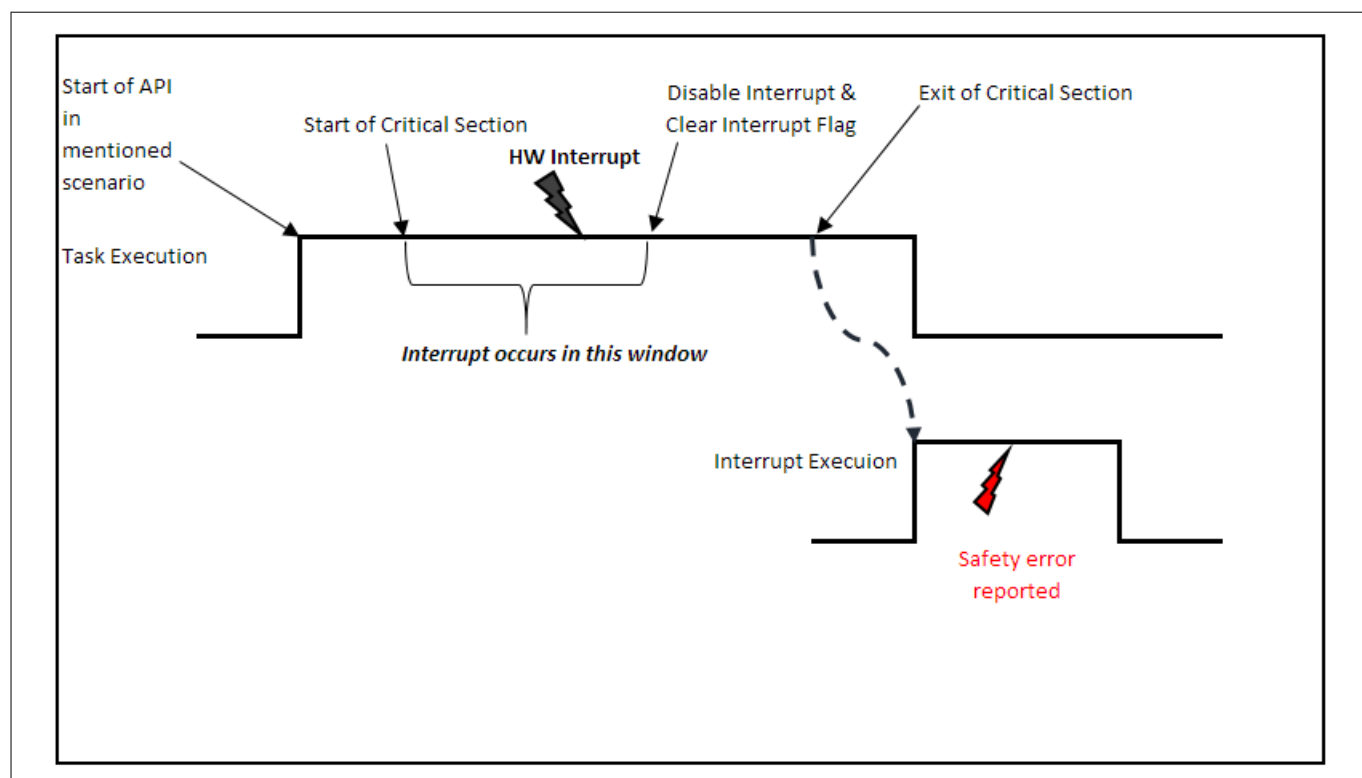 Start of API
in
mentioned
scenario
Start of Critical Section
HW Interrupt
Disable Interrupt &
Clear Interrupt Flag
Exit of Critical Section
Task Execution
Interrupt occurs in this window
Interrupt Execuion
Safety error
reported